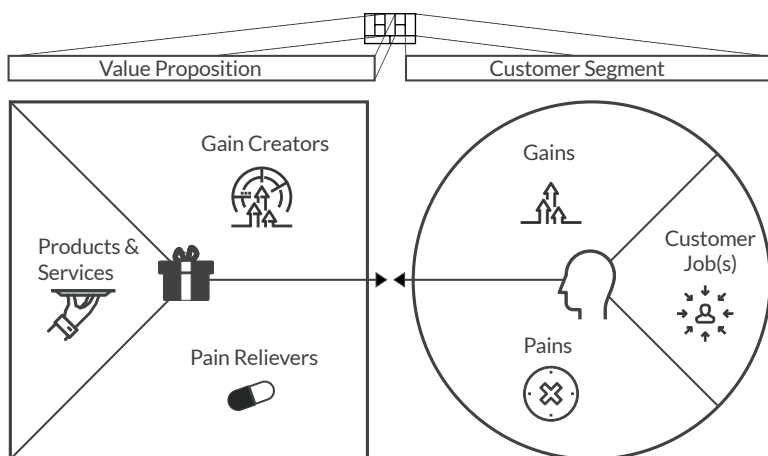 Value Proposition
Customer Segment
Gain Creators
Products &
Services
Pain Relievers
Gains
Customer
Job(s)
Pains